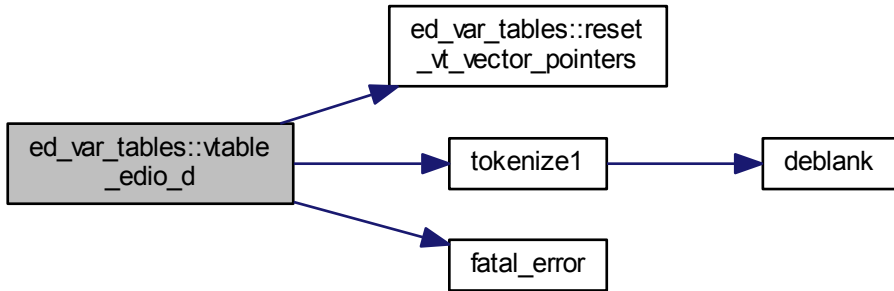 ed_var_tables::reset
_vt_vector_pointers
ed_var_tables::vtable
_edio_d
tokenize1
deblank
fatal_error